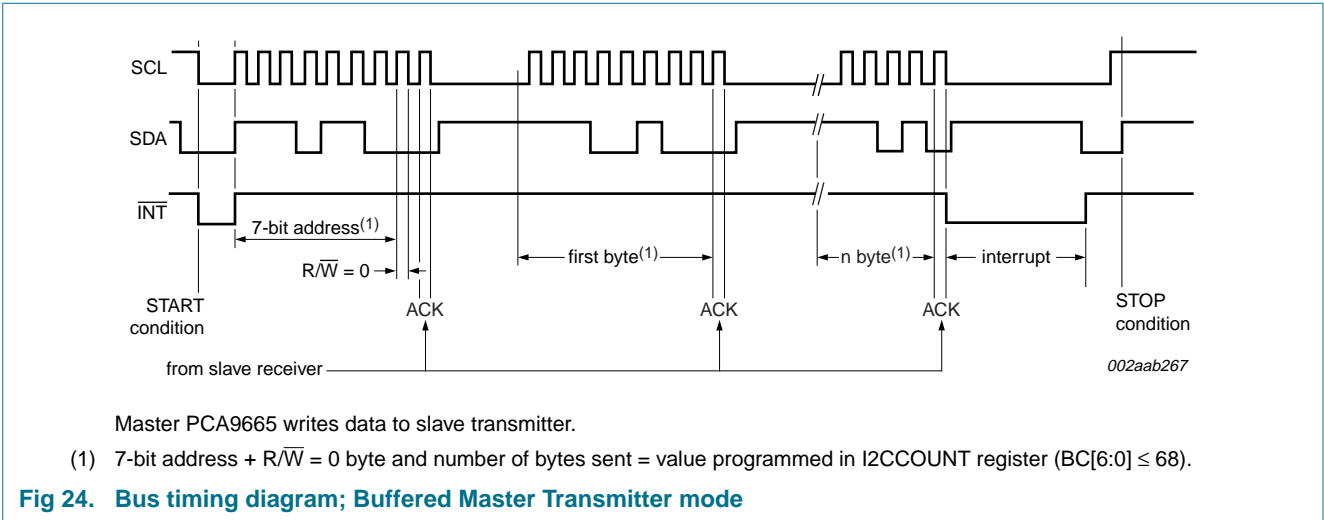 SCL
SDA
INT
7-bit address(1)
R/W = 0
first byte(1)
n byte(1)
interrupt
START
condition
ACK
ACK
ACK
STOP
condition
from slave receiver
002aab267
Master PCA9665 writes data to slave transmitter.
(1) 7-bit address + R/W = 0 byte and number of bytes sent = value programmed in I2CCOUNT register (BC[6:0] ≤ 68).
Fig 24. Bus timing diagram; Buffered Master Transmitter mode